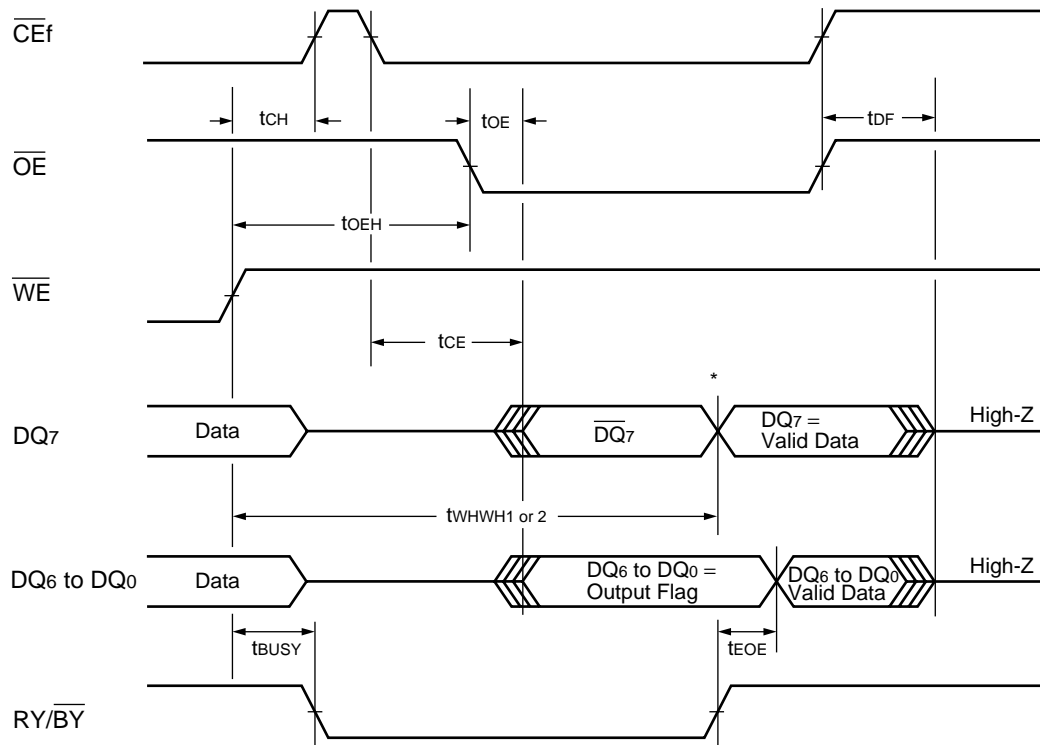 CEf
tCH
tOE
tDF
OE
tOEH
WE
tCE
*
DQ7
Data
DQ7
DQ7 =
Valid Data
High-Z
tWHWH1 or 2
DQ6 to DQ0
Data
DQ6 to DQ0 =
Output Flag
DQ6 to DQ0
Valid Data
High-Z
tBUSY
tEOE
RY/BY